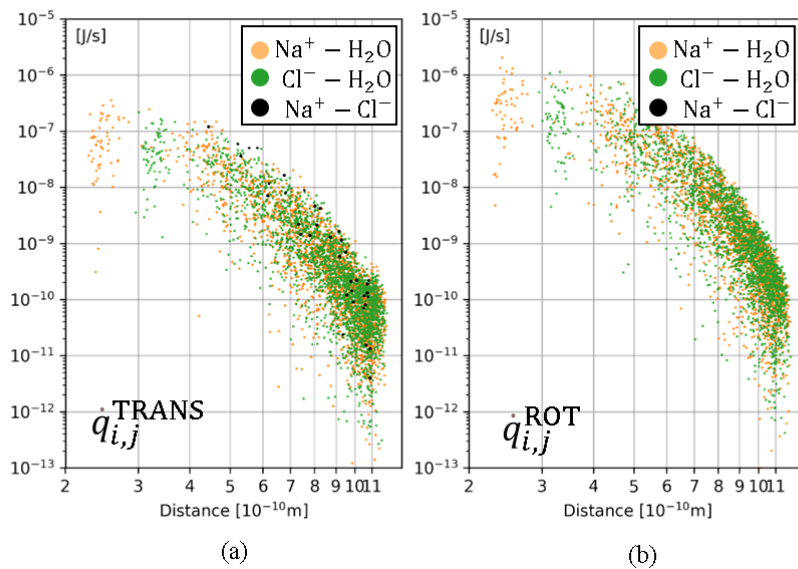 10⁻⁵
[J/s]
Na⁺ − H₂O
Cl⁻ − H₂O
Na⁺ − Cl⁻
10⁻⁶
10⁻⁷
10⁻⁸
10⁻⁹
10⁻¹⁰
10⁻¹¹
10⁻¹²
10⁻¹³
q̇ᵢ,ⱼ TRANS
2 3 4 5 6 7 8 9 10 11
Distance [10⁻¹⁰m]
(a)
10⁻⁵
[J/s]
Na⁺ − H₂O
Cl⁻ − H₂O
Na⁺ − Cl⁻
10⁻⁶
10⁻⁷
10⁻⁸
10⁻⁹
10⁻¹⁰
10⁻¹¹
10⁻¹²
10⁻¹³
q̇ᵢ,ⱼ ROT
2 3 4 5 6 7 8 9 10 11
Distance [10⁻¹⁰m]
(b)